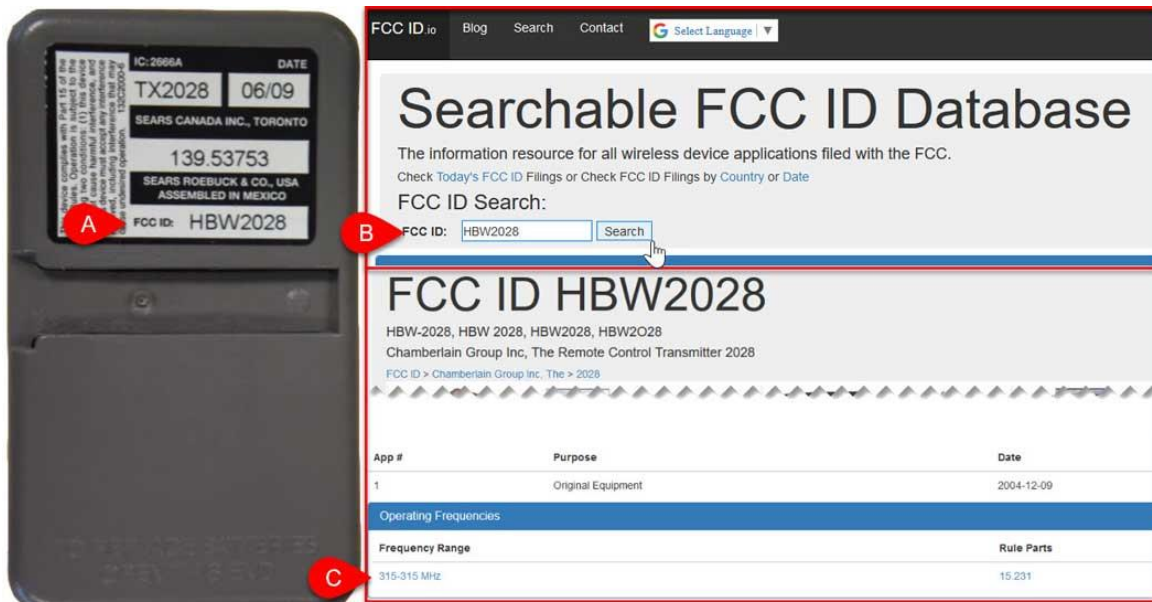 IC:2666A DATE
TX2028 06/09
SEARS CANADA INC., TORONTO
139.53753
SEARS ROEBUCK & CO., USA
ASSEMBLED IN MEXICO
A
FCC ID: HBW2028
FCC ID.io Blog Search Contact Select Language ▼
Searchable FCC ID Database
The information resource for all wireless device applications filed with the FCC.
Check Today's FCC ID Filings or Check FCC ID Filings by Country or Date
FCC ID Search:
B
FCC ID: HBW2028 Search
FCC ID HBW2028
HBW-2028, HBW 2028, HBW2028, HBW2O28
Chamberlain Group Inc, The Remote Control Transmitter 2028
FCC ID > Chamberlain Group Inc, The > 2028
App # Purpose Date
1 Original Equipment 2004-12-09
Operating Frequencies
Frequency Range Rule Parts
C
315-315 MHz 15.231